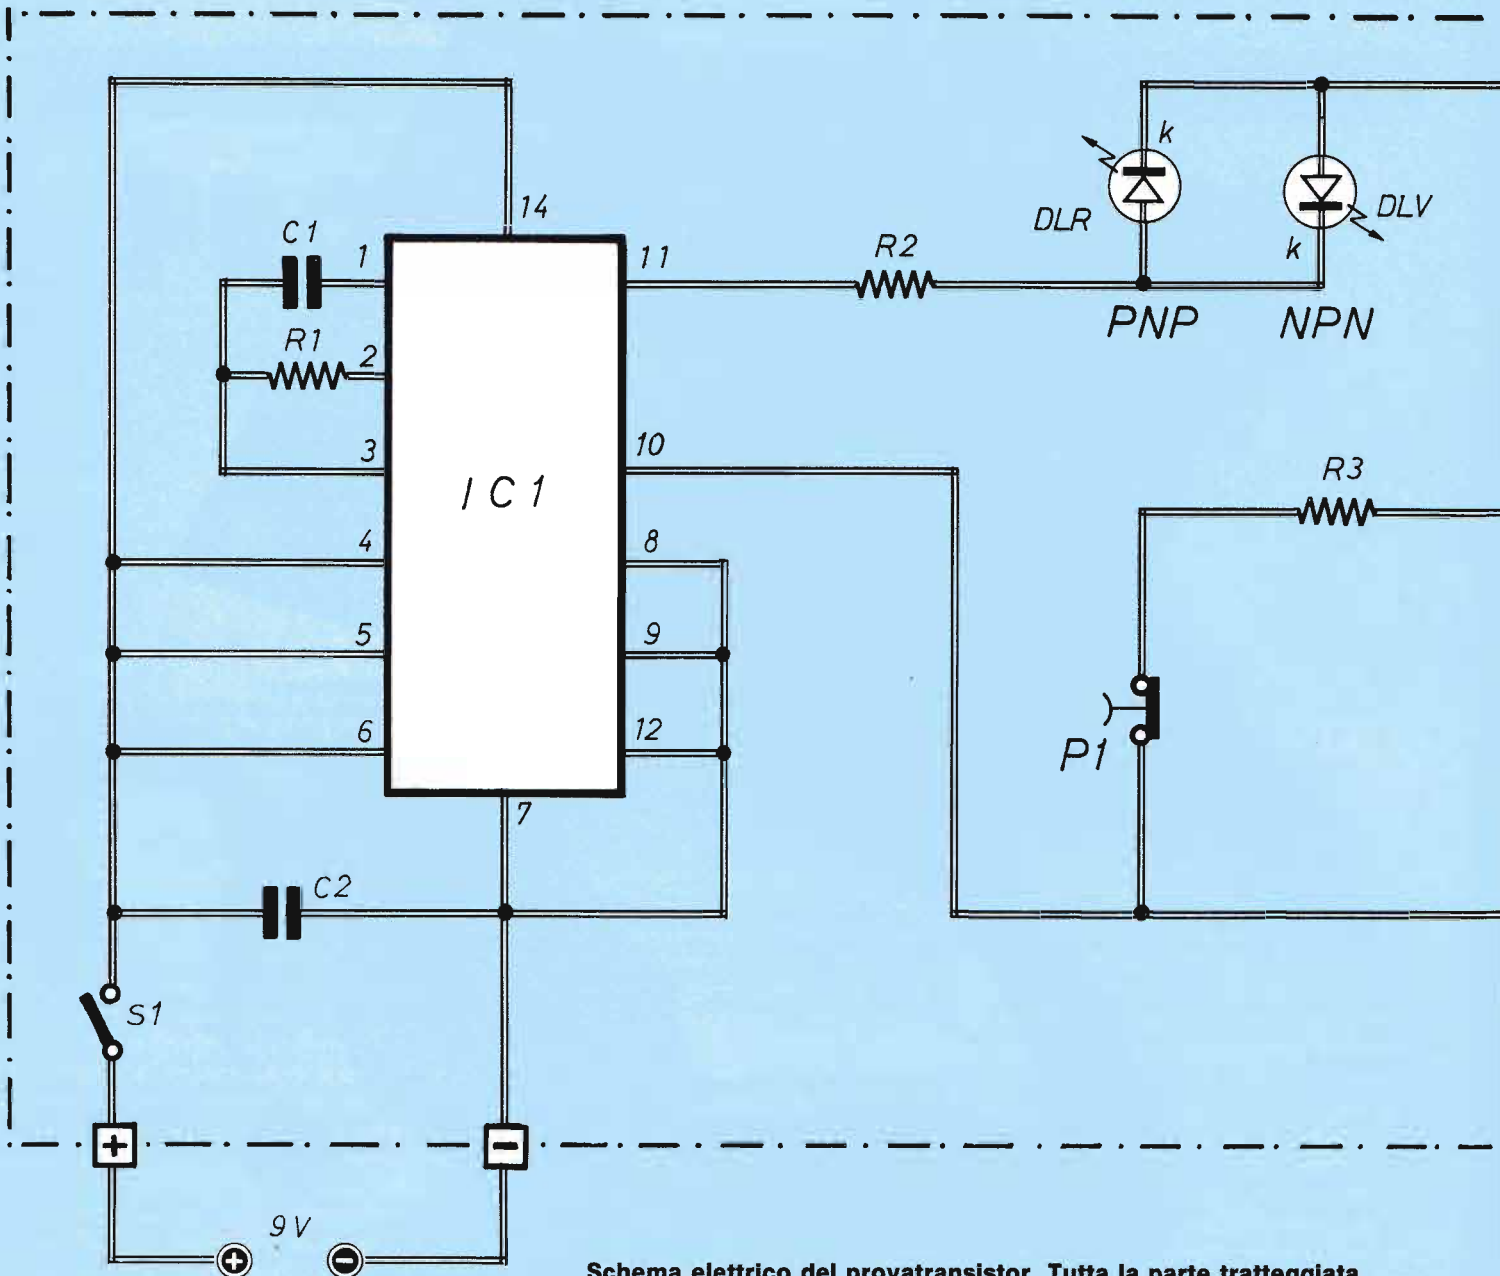 14
C1
1
11
R2
k
DLR
DLV
k
PNP
NPN
R1
2
3
10
R3
IC1
4
8
5
9
6
12
P1
7
C2
S1
+
-
9V
+
-
Schema elettrico del provatransistor. Tutta la parte tratteggiata